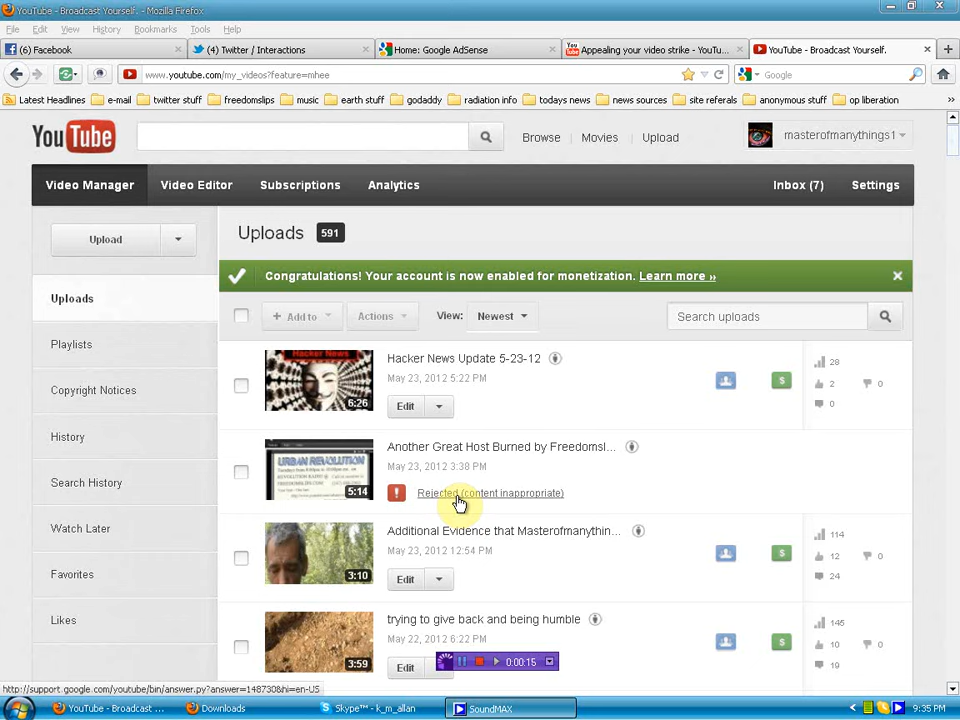 YouTube - Broadcast Yourself. - Mozilla Firefox
File Edit View History Bookmarks Tools Help
(6) Facebook × (4) Twitter / Interactions × Home: Google AdSense × Appealing your video strike - YouTu... × YouTube - Broadcast Yourself. × +
www.youtube.com/my_videos?feature=mhee
Google
Latest Headlines e-mail twitter stuff freedomslips music earth stuff godaddy radiation info todays news news sources site referals anonymous stuff op liberation »
YouTube Browse Movies Upload masterofmanythings1
Video Manager Video Editor Subscriptions Analytics Inbox (7) Settings
Upload
Uploads 591
Congratulations! Your account is now enabled for monetization. Learn more »
Uploads
+ Add to Actions View: Newest Search uploads
Playlists
Copyright Notices
History
Search History
Watch Later
Favorites
Likes
Hacker News
6:26
Hacker News Update 5-23-12
May 23, 2012 5:22 PM
Edit
$
28
2 0
0
URBAN REVOLUTION
5:14
Another Great Host Burned by Freedomsl...
May 23, 2012 3:38 PM
! Rejected (content inappropriate)
3:10
Additional Evidence that Masterofmanythin...
May 23, 2012 12:54 PM
Edit
$
114
12 0
24
3:59
trying to give back and being humble
May 22, 2012 6:22 PM
Edit
$
145
10 0
19
0:00:15
http://support.google.com/youtube/bin/answer.py?answer=148730&hl=en-US
YouTube - Broadcast ... Downloads Skype™ - k_m_allan SoundMAX 9:35 PM